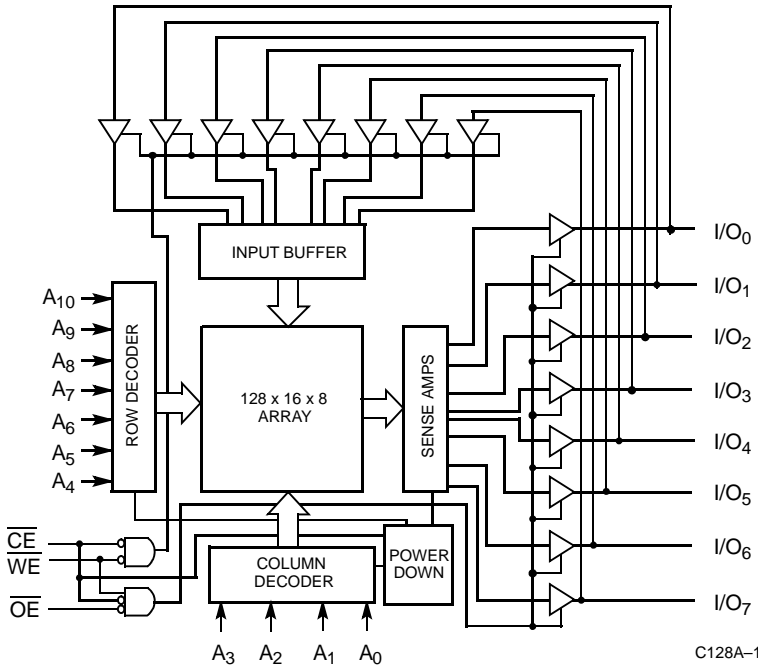 INPUT BUFFER
I/O0
A10
I/O1
A9
I/O2
A8
A7
ROW DECODER
128 x 16 x 8
ARRAY
SENSE AMPS
I/O3
A6
I/O4
A5
A4
I/O5
CE
WE
COLUMN
DECODER
POWER
DOWN
I/O6
OE
I/O7
A3 A2 A1 A0
C128A–1